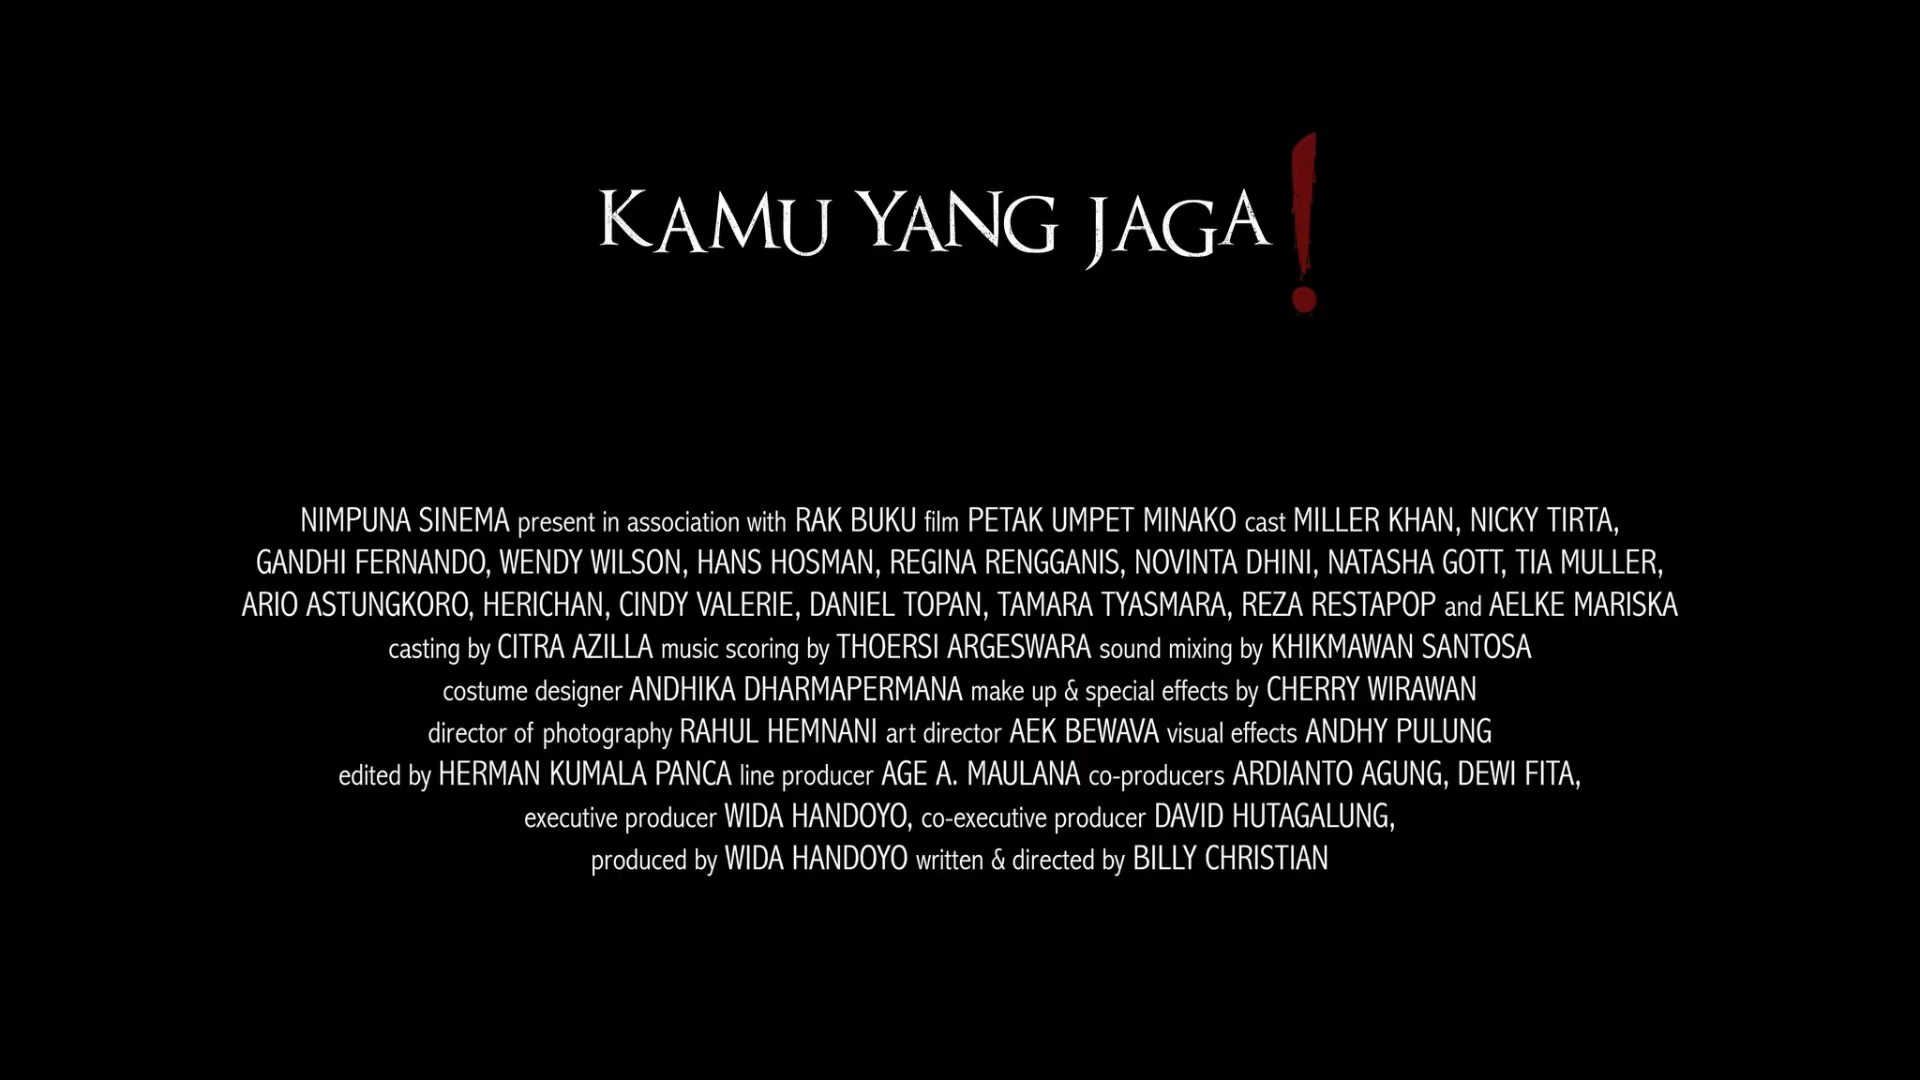 KAMU YANG JAGA!
NIMPUNA SINEMA present in association with RAK BUKU film PETAK UMPET MINAKO cast MILLER KHAN, NICKY TIRTA,
GANDHI FERNANDO, WENDY WILSON, HANS HOSMAN, REGINA RENGGANIS, NOVINTA DHINI, NATASHA GOTT, TIA MULLER,
ARIO ASTUNGKORO, HERICHAN, CINDY VALERIE, DANIEL TOPAN, TAMARA TYASMARA, REZA RESTAPOP and AELKE MARISKA
casting by CITRA AZILLA music scoring by THOERSI ARGESWARA sound mixing by KHIKMAWAN SANTOSA
costume designer ANDHIKA DHARMAPERMANA make up & special effects by CHERRY WIRAWAN
director of photography RAHUL HEMNANI art director AEK BEWAVA visual effects ANDHY PULUNG
edited by HERMAN KUMALA PANCA line producer AGE A. MAULANA co-producers ARDIANTO AGUNG, DEWI FITA,
executive producer WIDA HANDOYO, co-executive producer DAVID HUTAGALUNG,
produced by WIDA HANDOYO written & directed by BILLY CHRISTIAN